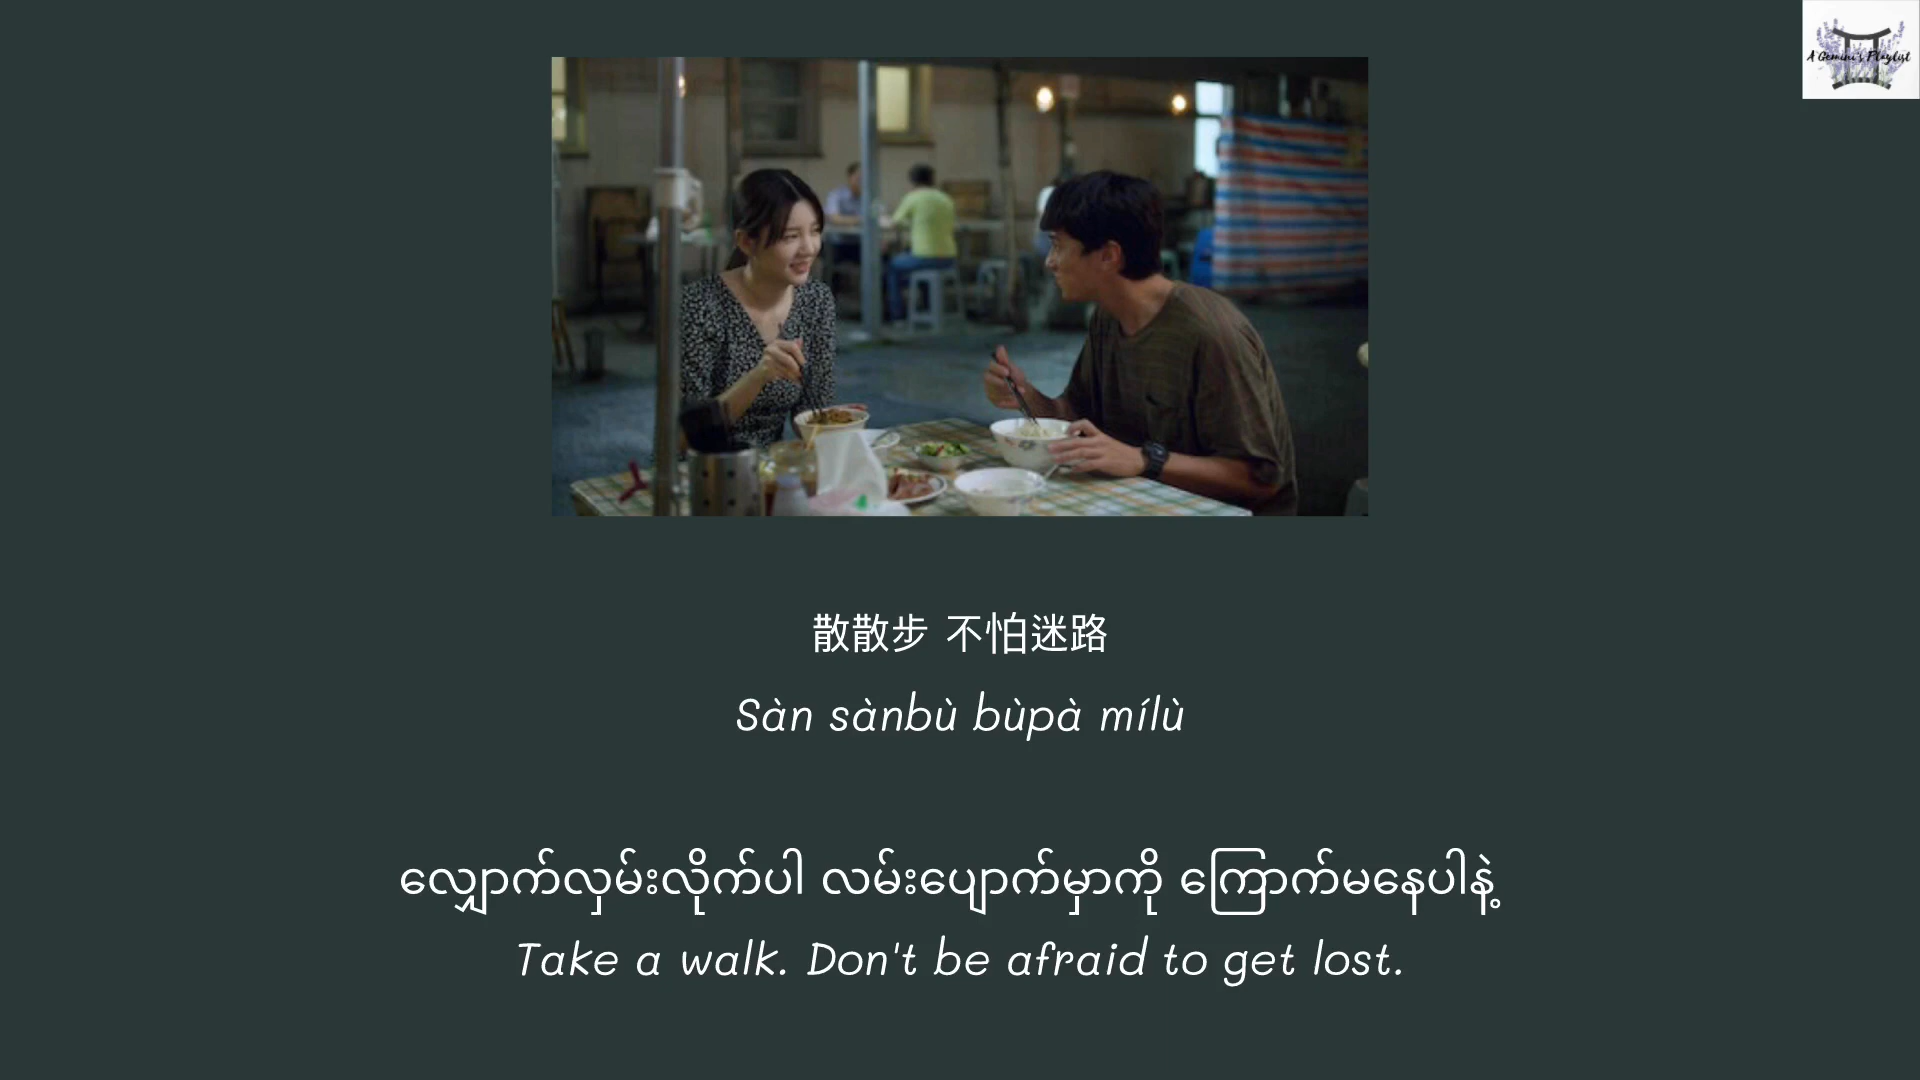 A Gemini's Playlist
散散步 不怕迷路
Sàn sànbù bùpà mílù
လျှောက်လှမ်းလိုက်ပါ လမ်းပျောက်မှာကို ကြောက်မနေပါနဲ့
Take a walk. Don't be afraid to get lost.